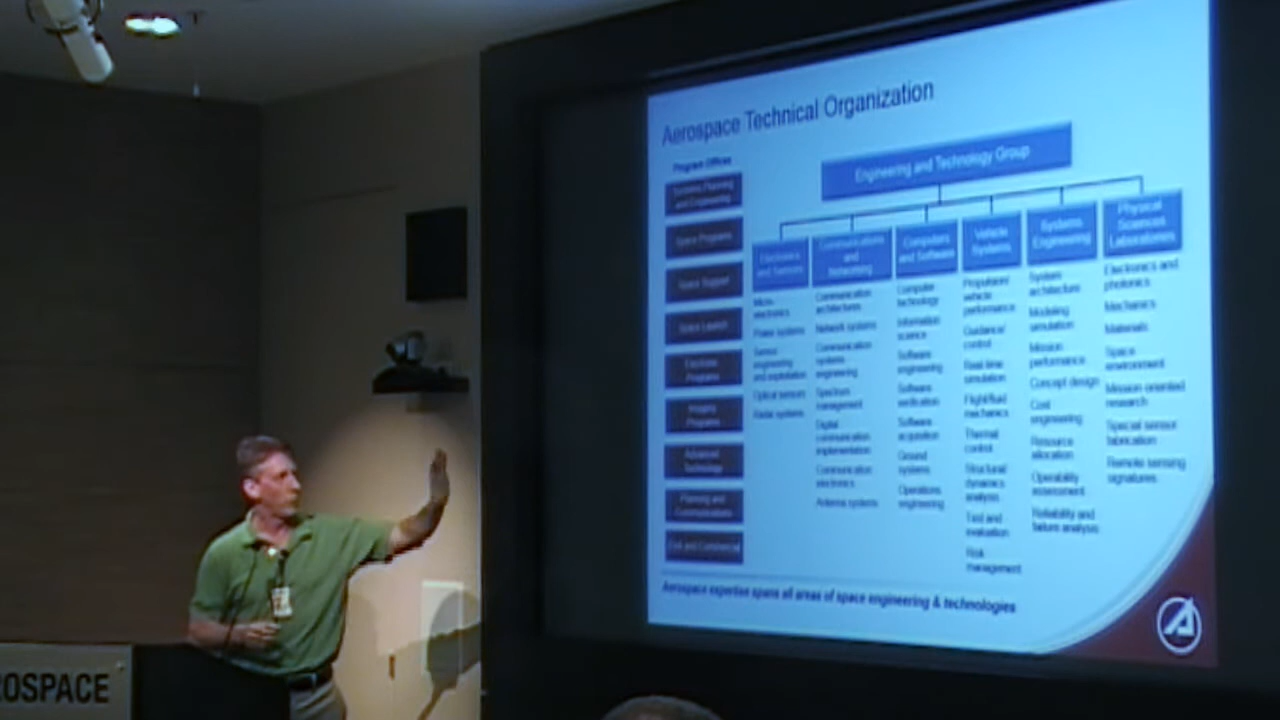 Aerospace Technical Organization
Program Offices
Systems Planning
and Engineering
Space Programs
Space Support
Space Launch
Electronic
Programs
Imagery
Programs
Advanced
Technology
Planning and
Communications
Civil and Commercial
Engineering and Technology Group
Electronics
and Sensors
Micro-
electronics
Power systems
Sensor
engineering
and exploitation
Optical sensors
Radar systems
Communications
and
Networking
Communication
architectures
Network systems
Communication
systems
engineering
Spectrum
management
Digital
communication
implementation
Communication
electronics
Antenna systems
Computers
and Software
Computer
technology
Information
science
Software
engineering
Software
verification
Software
acquisition
Ground
systems
Operations
engineering
Vehicle
Systems
Propulsion/
vehicle
performance
Guidance/
control
Real-time
simulation
Flight/fluid
mechanics
Thermal
control
Structural
dynamics
analysis
Test and
evaluation
Risk
management
Systems
Engineering
System
architecture
Modeling
simulation
Mission
performance
Concept design
Cost
engineering
Resource
allocation
Operability
assessment
Reliability and
failure analysis
Physical
Sciences
Laboratories
Electronics and
photonics
Mechanics
Materials
Space
environment
Mission oriented
research
Special sensor
fabrication
Remote sensing
signatures
Aerospace expertise spans all areas of space engineering & technologies
OSPACE